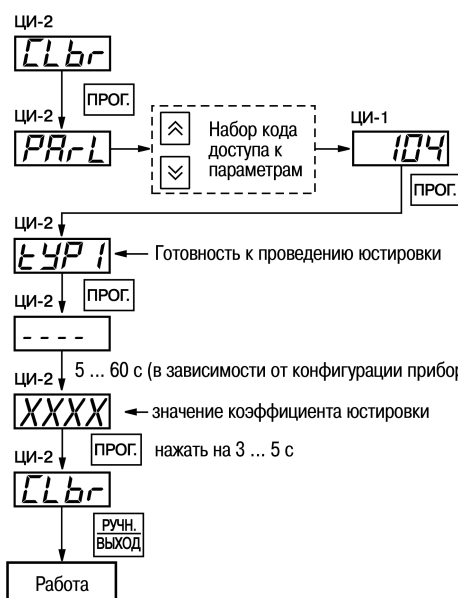 ЦИ-2
CLbr
ПРОГ.
ЦИ-2
PArL
Набор кода
доступа к
параметрам
ЦИ-1
104
ПРОГ.
ЦИ-2
tYP1
Готовность к проведению юстировки
ПРОГ.
ЦИ-2
----
5 ... 60 с (в зависимости от конфигурации прибор
ЦИ-2
XXXX
значение коэффициента юстировки
ПРОГ.
нажать на 3 ... 5 с
ЦИ-2
CLbr
РУЧН.
ВЫХОД
Работа